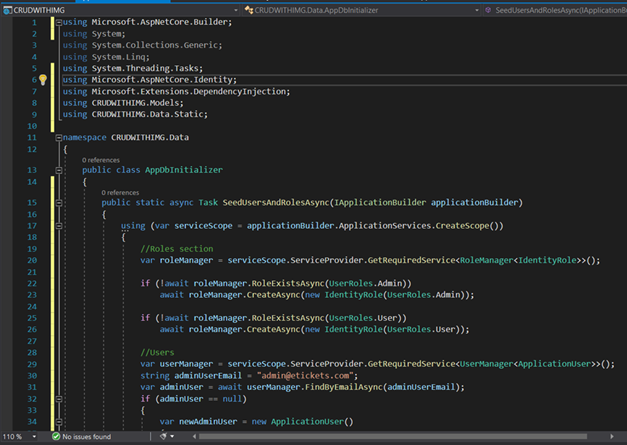 CRUDWITHIMG CRUDWITHIMG.Data.AppDbInitializer SeedUsersAndRolesAsync(IApplicationB
1 using Microsoft.AspNetCore.Builder;
2 using System;
3 using System.Collections.Generic;
4 using System.Linq;
5 using System.Threading.Tasks;
6 using Microsoft.AspNetCore.Identity;
7 using Microsoft.Extensions.DependencyInjection;
8 using CRUDWITHIMG.Models;
9 using CRUDWITHIMG.Data.Static;
10
11 namespace CRUDWITHIMG.Data
12 {
0 references
13 public class AppDbInitializer
14 {
0 references
15 public static async Task SeedUsersAndRolesAsync(IApplicationBuilder applicationBuilder)
16 {
17 using (var serviceScope = applicationBuilder.ApplicationServices.CreateScope())
18 {
19 //Roles section
20 var roleManager = serviceScope.ServiceProvider.GetRequiredService<RoleManager<IdentityRole>>();
21
22 if (!await roleManager.RoleExistsAsync(UserRoles.Admin))
23 await roleManager.CreateAsync(new IdentityRole(UserRoles.Admin));
24
25 if (!await roleManager.RoleExistsAsync(UserRoles.User))
26 await roleManager.CreateAsync(new IdentityRole(UserRoles.User));
27
28 //Users
29 var userManager = serviceScope.ServiceProvider.GetRequiredService<UserManager<ApplicationUser>>();
30 string adminUserEmail = "admin@etickets.com";
31 var adminUser = await userManager.FindByEmailAsync(adminUserEmail);
32 if (adminUser == null)
33 {
34 var newAdminUser = new ApplicationUser()
110 % No issues found